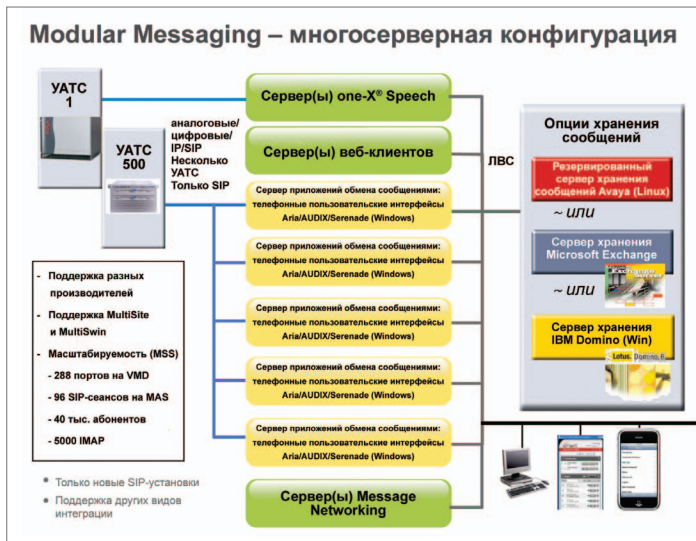 Modular Messaging – многосерверная конфигурация
УАТС
1
УАТС
500
аналоговые/
цифровые/
IP/SIP
Несколько
УАТС
Только SIP
- Поддержка разных
производителей
- Поддержка MultiSite
и MultiSwin
- Масштабируемость (MSS)
- 288 портов на VMD
- 96 SIP-сеансов на MAS
- 40 тыс. абонентов
- 5000 IMAP
• Только новые SIP-установки
• Поддержка других видов
интеграции
Сервер(ы) one-X® Speech
Сервер(ы) веб-клиентов
Сервер приложений обмена сообщениями:
телефонные пользовательские интерфейсы
Aria/AUDIX/Serenade (Windows)
Сервер приложений обмена сообщениями:
телефонные пользовательские интерфейсы
Aria/AUDIX/Serenade (Windows)
Сервер приложений обмена сообщениями:
телефонные пользовательские интерфейсы
Aria/AUDIX/Serenade (Windows)
Сервер приложений обмена сообщениями:
телефонные пользовательские интерфейсы
Aria/AUDIX/Serenade (Windows)
Сервер приложений обмена сообщениями:
телефонные пользовательские интерфейсы
Aria/AUDIX/Serenade (Windows)
Сервер(ы) Message
Networking
ЛВС
Опции хранения
сообщений
Резервированный
сервер хранения
сообщений Avaya (Linux)
~ или
Сервер хранения
Microsoft Exchange
Exchange Server
~ или
Сервер хранения
IBM Domino (Win)
Lotus. Domino 6